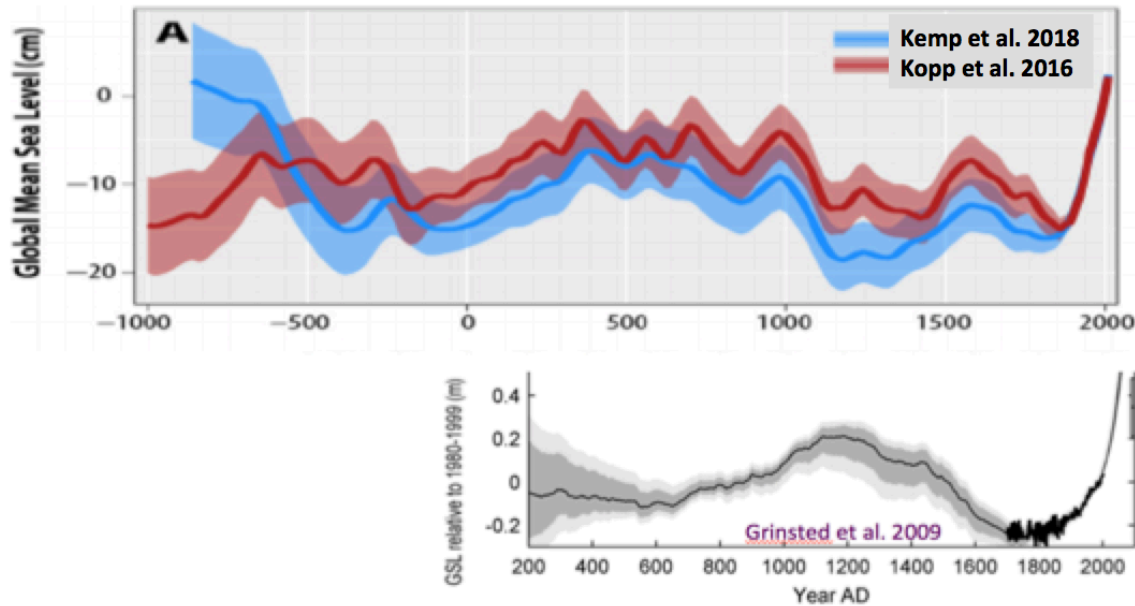 A
Kemp et al. 2018
Kopp et al. 2016
Global Mean Sea Level (cm)
0
−10
−20
−1000 −500 0 500 1000 1500 2000
GSL relative to 1980-1999 (m)
0.4
0.2
0
-0.2
Grinsted et al. 2009
200 400 600 800 1000 1200 1400 1600 1800 2000
Year AD